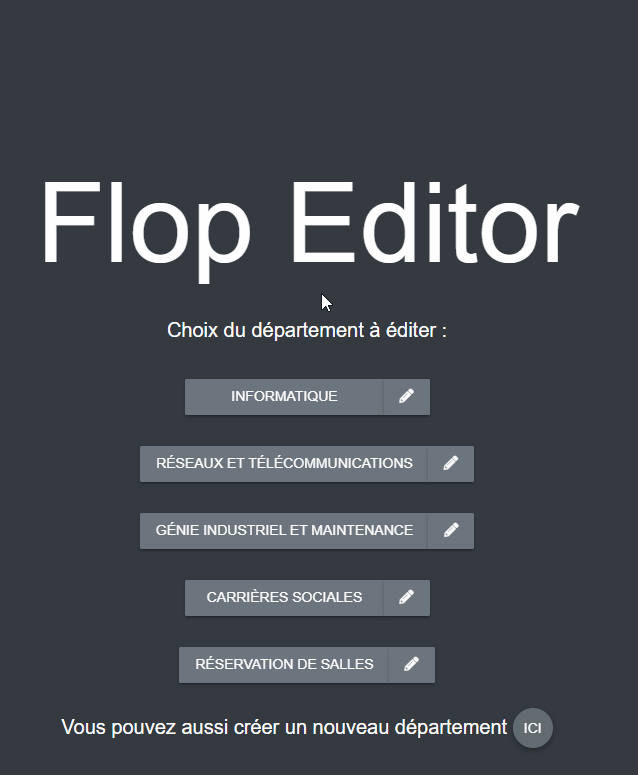 Flop Editor
Choix du département à éditer :
INFORMATIQUE
RÉSEAUX ET TÉLÉCOMMUNICATIONS
GÉNIE INDUSTRIEL ET MAINTENANCE
CARRIÈRES SOCIALES
RÉSERVATION DE SALLES
Vous pouvez aussi créer un nouveau département ICI